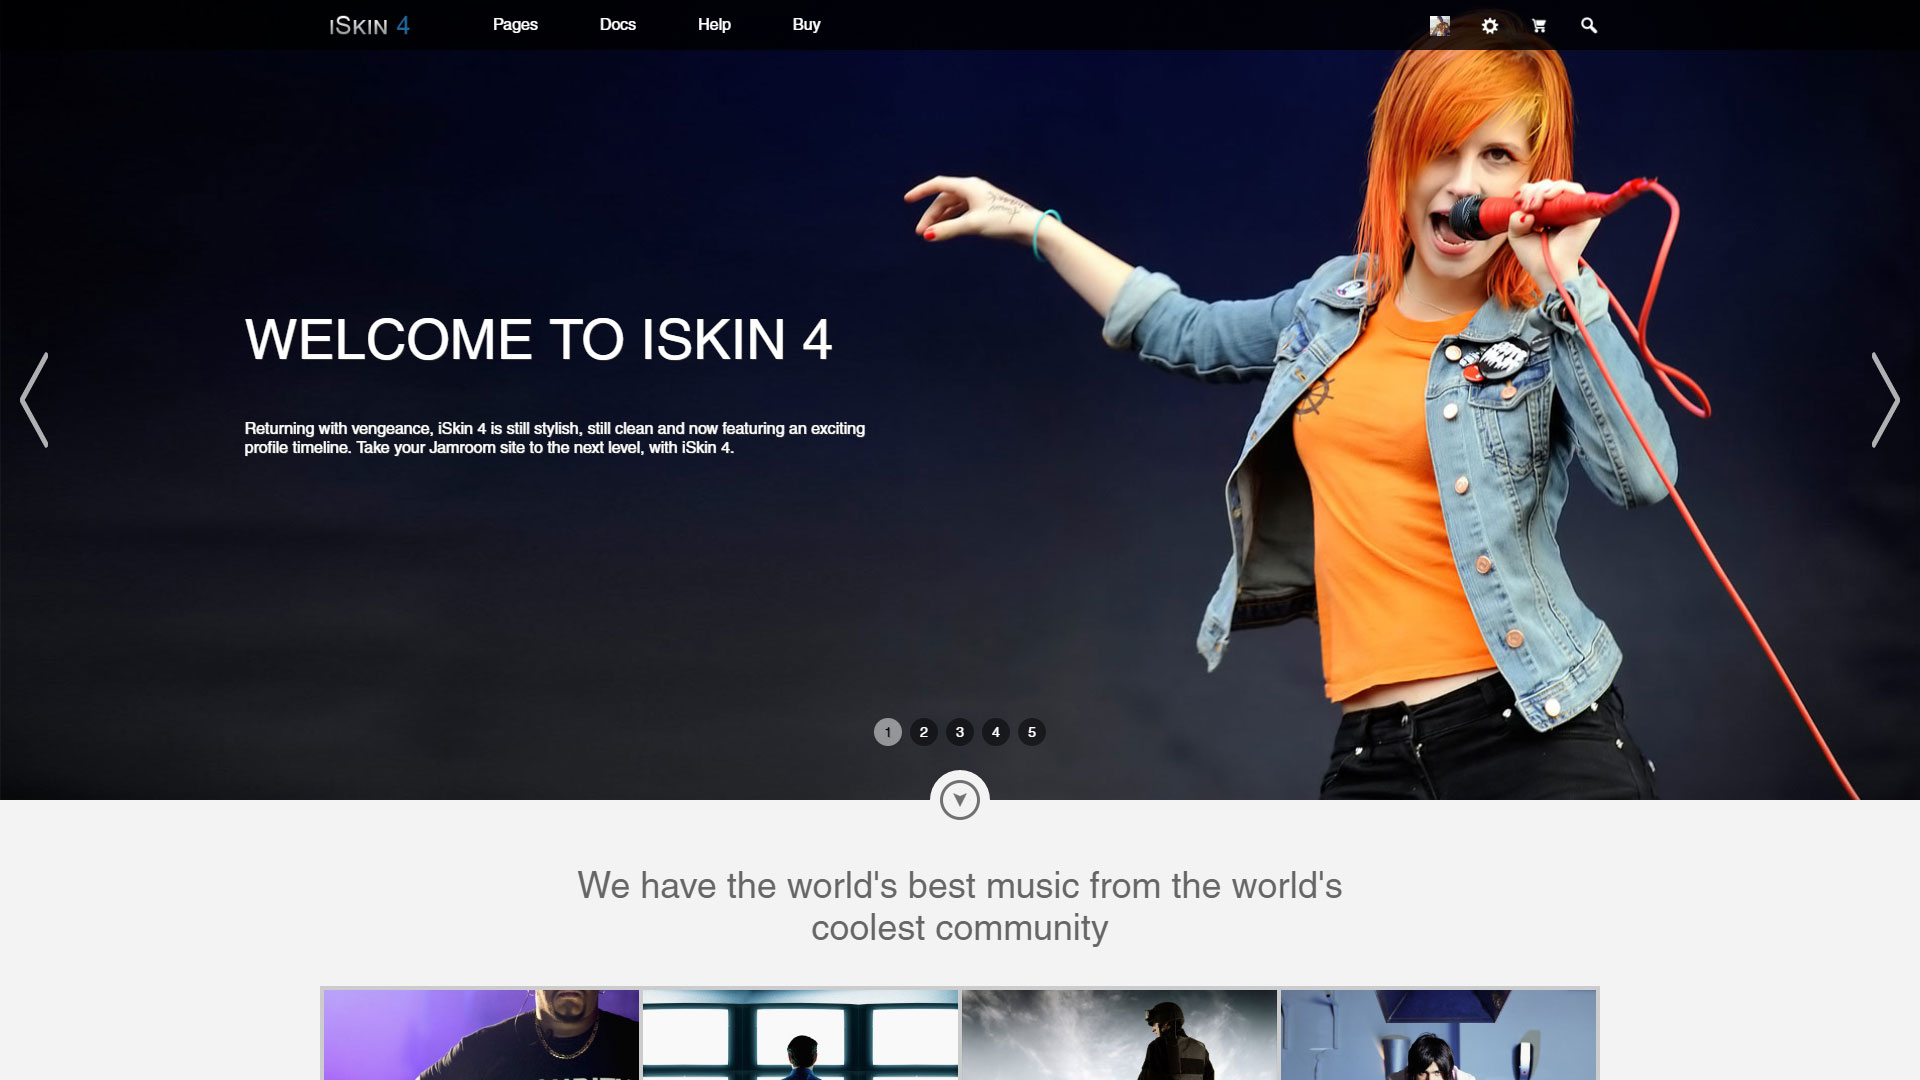 iSkin 4
Pages
Docs
Help
Buy
WELCOME TO ISKIN 4
Returning with vengeance, iSkin 4 is still stylish, still clean and now featuring an exciting
profile timeline. Take your Jamroom site to the next level, with iSkin 4.
1
2
3
4
5
We have the world's best music from the world's
coolest community